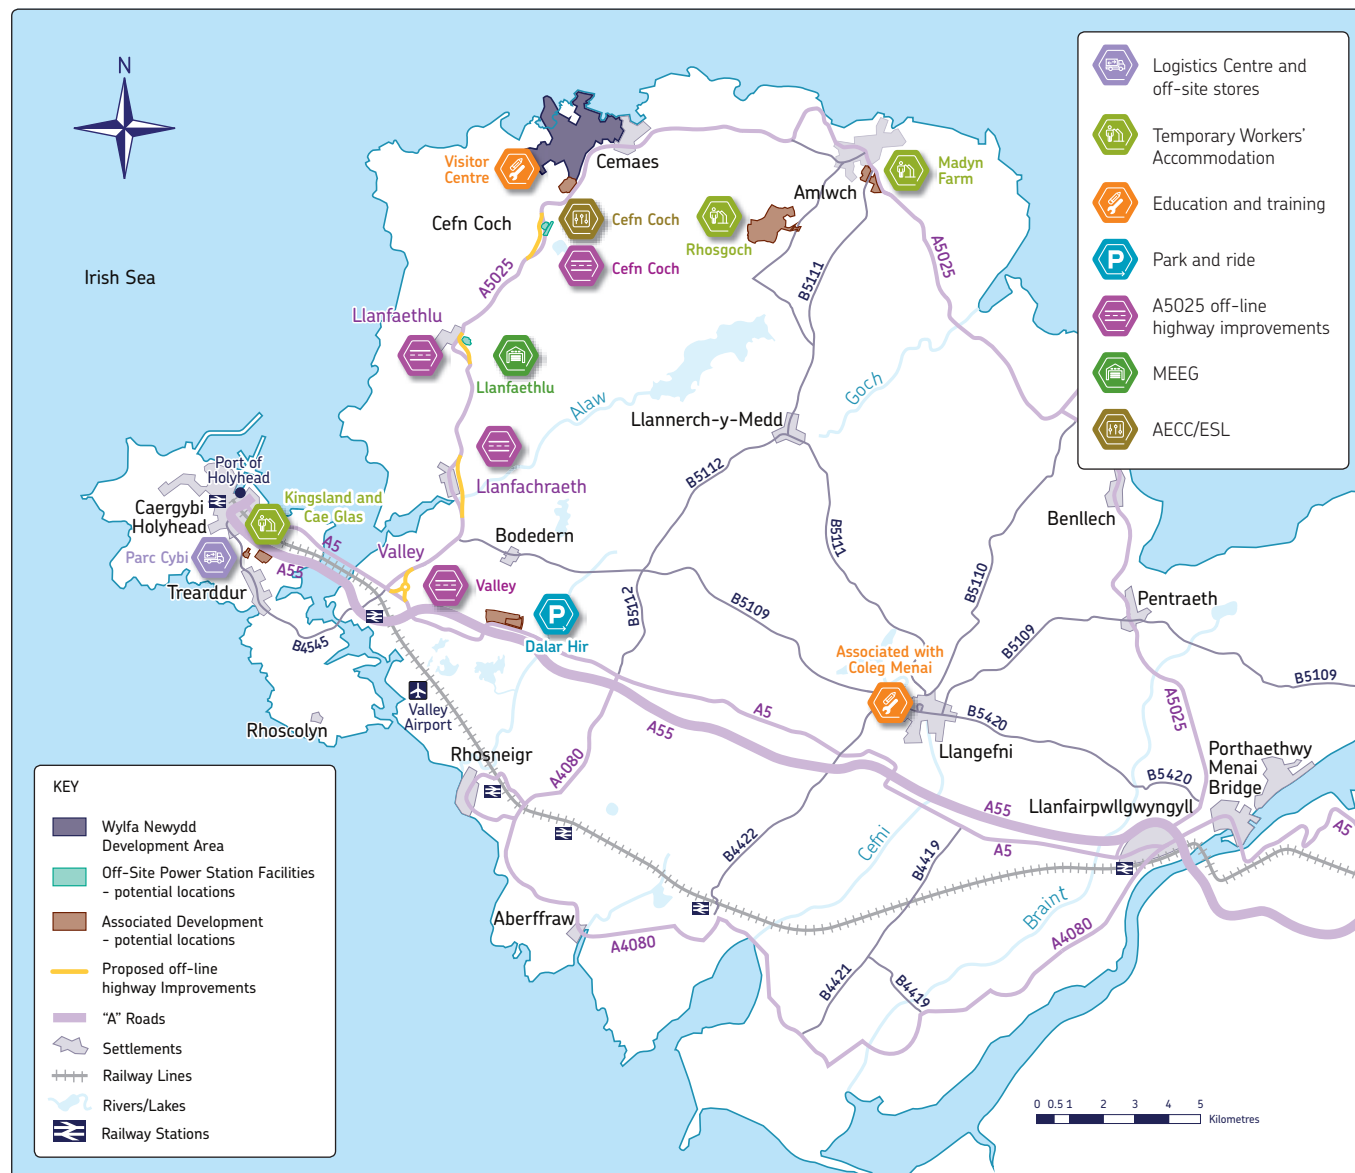 N
Irish Sea
Visitor
Centre
Cemaes
Cefn Coch
Cefn Coch
Cefn Coch
Rhosgoch
Amlwch
Madyn
Farm
A5025
A5025
B5111
Llanfaethlu
Llanfaethlu
Alaw
Goch
Llannerch-y-Medd
Llanfachraeth
B5112
B5111
B5110
Benllech
Port of
Holyhead
Caergybi
Holyhead
Kingsland and
Cae Glas
Parc Cybi
A5
A55
Trearddur
B4545
Valley
Valley
Bodedern
B5112
B5109
Dalar Hir
Pentraeth
B5109
B5109
Associated with
Coleg Menai
Valley
Airport
Rhoscolyn
Rhosneigr
A4080
A5
A55
B5420
Llangefni
A5025
Porthaethwy
Menai
Bridge
B5420
Llanfairpwllgwyngyll
A55
A5
A5
B4422
Cefni
B4419
Braint
A4080
Aberffraw
A4080
B4421
B4419
Logistics Centre and
off-site stores
Temporary Workers’
Accommodation
Education and training
P
Park and ride
A5025 off-line
highway improvements
MEEG
AECC/ESL
P
KEY
Wylfa Newydd
Development Area
Off-Site Power Station Facilities
- potential locations
Associated Development
- potential locations
Proposed off-line
highway Improvements
“A” Roads
Settlements
Railway Lines
Rivers/Lakes
Railway Stations
0 0.5 1 2 3 4 5
Kilometres